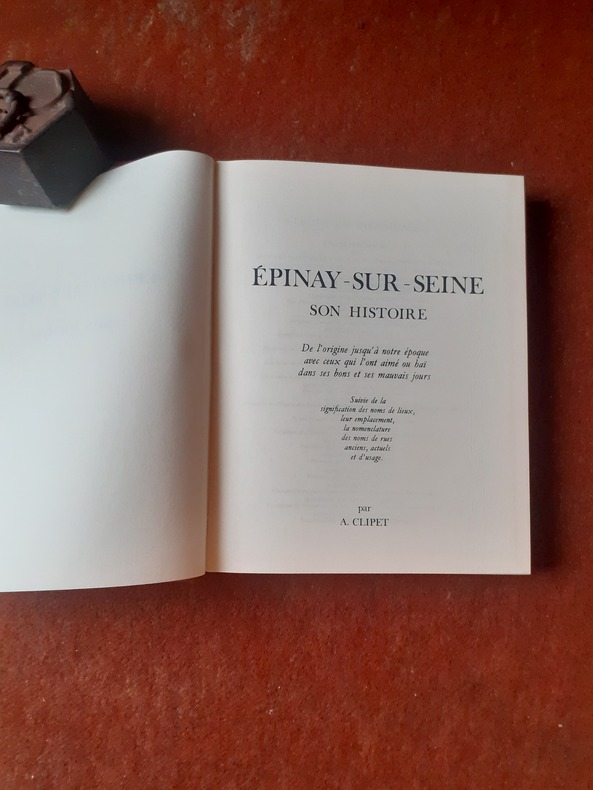 ÉPINAY-SUR-SEINE
SON HISTOIRE
De l'origine jusqu'à notre époque
avec ceux qui l'ont aimé ou haï
dans ses bons et ses mauvais jours
Suivie de la
signification des noms de lieux,
leur emplacement,
la nomenclature
des noms de rues
anciens, actuels
et d'usage.
par
A. CLIPET